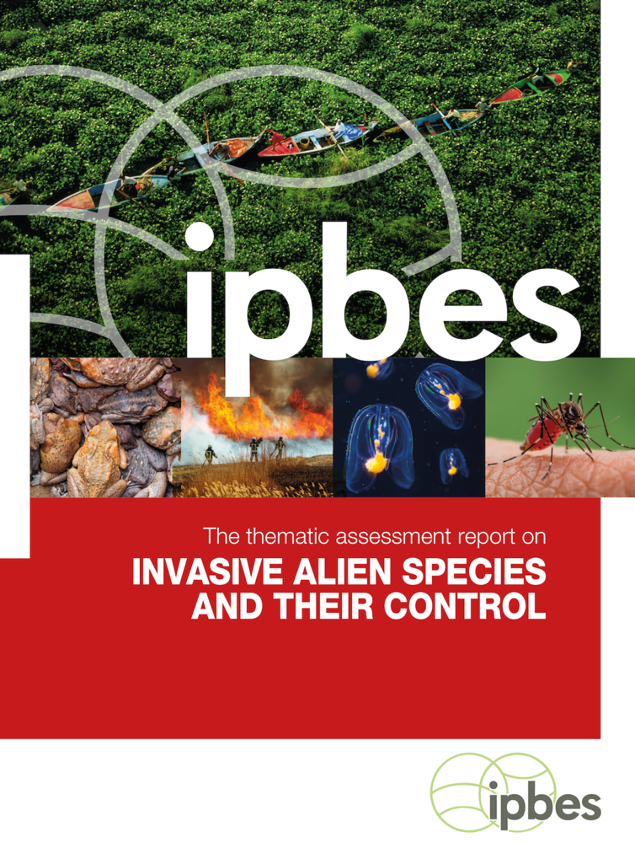 ipbes
The thematic assessment report on
INVASIVE ALIEN SPECIES
AND THEIR CONTROL
ipbes